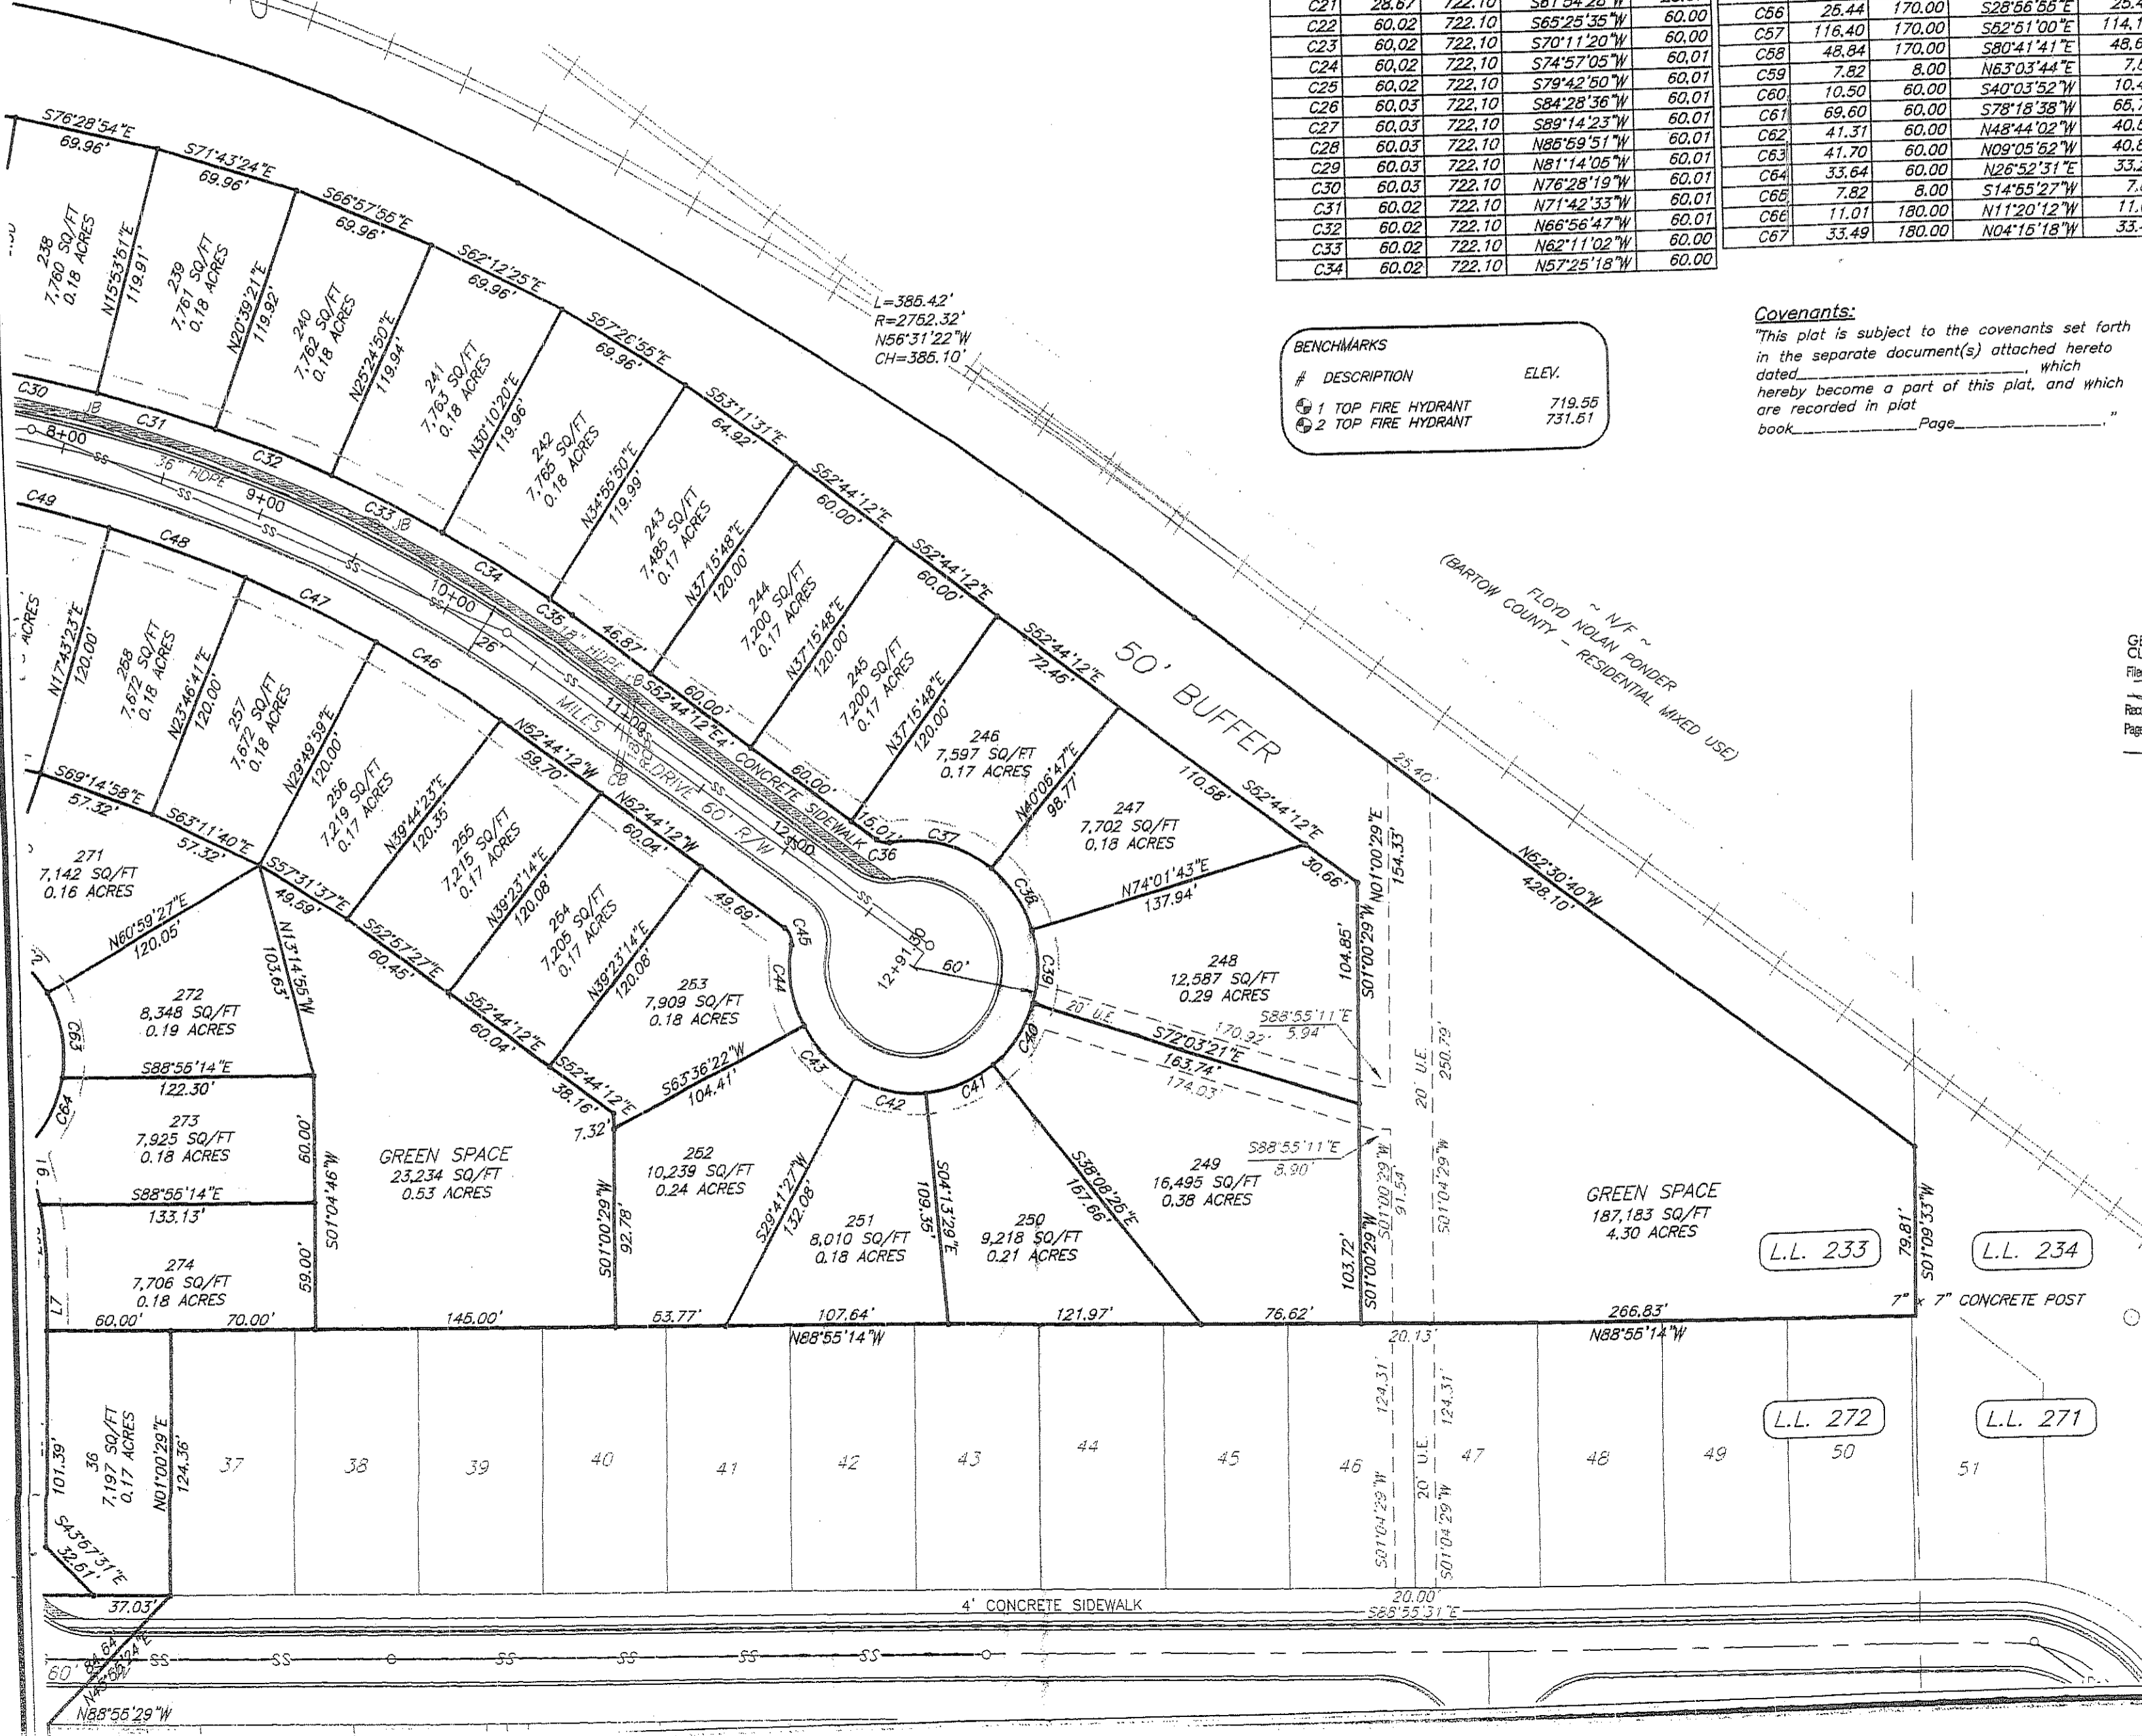 C21 28.67 722.10 S61°54'28"W
C22 60.02 722.10 S65°25'35"W 60.00
C23 60.02 722.10 S70°11'20"W 60.00
C24 60.02 722.10 S74°57'05"W 60.01
C25 60.02 722.10 S79°42'50"W 60.01
C26 60.03 722.10 S84°28'36"W 60.01
C27 60.03 722.10 S89°14'23"W 60.01
C28 60.03 722.10 N85°59'51"W 60.01
C29 60.03 722.10 N81°14'05"W 60.01
C30 60.03 722.10 N76°28'19"W 60.01
C31 60.02 722.10 N71°42'33"W 60.01
C32 60.02 722.10 N66°56'47"W 60.01
C33 60.02 722.10 N62°11'02"W 60.00
C34 60.02 722.10 N57°25'18"W 60.00
C56 25.44 170.00 S28°56'55"E
C57 116.40 170.00 S52°51'00"E
C58 48.84 170.00 S80°41'41"E
C59 7.82 8.00 N63°03'44"E
C60 10.50 60.00 S40°03'52"W
C61 69.60 60.00 S78°18'38"W
C62 41.31 60.00 N48°44'02"W
C63 41.70 60.00 N09°05'52"W
C64 33.64 60.00 N26°52'31"E
C65 7.82 8.00 S14°55'27"W
C66 11.01 180.00 N11°20'12"W
C67 33.49 180.00 N04°15'18"W
BENCHMARKS
# DESCRIPTION ELEV.
1 TOP FIRE HYDRANT 719.55
2 TOP FIRE HYDRANT 731.61
Covenants:
"This plat is subject to the covenants set forth
in the separate document(s) attached hereto
dated____________________, which
hereby become a part of this plat, and which
are recorded in plat
book____________Page____________."
L=385.42'
R=2752.32'
N56°31'22"W
CH=385.10'
S76°28'54"E
69.96'
S71°43'24"E
69.96'
S66°57'55"E
69.96'
S62°12'25"E
69.96'
S57°26'55"E
69.96'
S53°11'31"E
64.92'
S52°44'12"E
60.00'
S52°44'12"E
60.00'
S52°44'12"E
72.46'
110.58'
S52°44'12"E
30.66'
238
7,760 SQ/FT
0.18 ACRES
N15°53'51"E
119.91'
239
7,761 SQ/FT
0.18 ACRES
N20°39'21"E
119.92'
240
7,762 SQ/FT
0.18 ACRES
N25°24'50"E
119.94'
241
7,763 SQ/FT
0.18 ACRES
N30°10'20"E
119.96'
242
7,765 SQ/FT
0.18 ACRES
N34°55'50"E
119.99'
243
7,485 SQ/FT
0.17 ACRES
N37°15'48"E
120.00'
244
7,200 SQ/FT
0.17 ACRES
N37°15'48"E
120.00'
245
7,200 SQ/FT
0.17 ACRES
N37°15'48"E
120.00'
246
7,597 SQ/FT
0.17 ACRES
N40°06'47"E
98.77'
247
7,702 SQ/FT
0.18 ACRES
N74°01'43"E
137.94'
248
12,587 SQ/FT
0.29 ACRES
50' BUFFER
~ N/F ~
FLOYD NOLAN PONDER
(BARTOW COUNTY - RESIDENTIAL MIXED USE)
C30
JB
C31
C32
C33
JB
C34
C36
46.87'
S52°44'12"E
60.00'
60.00'
15.01'
C36
C37
C38
C39
C40
C41
C42
C43
C44
C45
8+00
36" HDPE
9+00
10+00
26'
18" HDPE
JB
11+00
12+00
12+91.30
60'
SS
CB
MILES DRIVE 60' R/W
4' CONCRETE SIDEWALK
C49
C48
C47
C46
N52°44'12"W
59.70'
N52°44'12"W
60.04'
49.69'
ACRES
N17°43'23"E
120.00'
258
7,672 SQ/FT
0.18 ACRES
N23°46'41"E
120.00'
257
7,672 SQ/FT
0.18 ACRES
N29°49'59"E
120.00'
256
7,219 SQ/FT
0.17 ACRES
N39°44'23"E
120.35'
255
7,215 SQ/FT
0.17 ACRES
N39°23'14"E
120.08'
254
7,205 SQ/FT
0.17 ACRES
N39°23'14"E
120.08'
253
7,909 SQ/FT
0.18 ACRES
S63°36'22"W
104.41'
S69°14'58"E
57.32'
S63°11'40"E
57.32'
S57°31'37"E
49.59'
S52°57'27"E
60.45'
S52°44'12"E
60.04'
S52°44'12"E
38.16'
7.32'
271
7,142 SQ/FT
0.16 ACRES
N60°59'27"E
120.05'
N13°14'55"W
103.63'
272
8,348 SQ/FT
0.19 ACRES
C63
S88°55'14"E
122.30'
C64
273
7,925 SQ/FT
0.18 ACRES
60.00'
S88°55'14"E
133.13'
S01°04'46"W
274
7,706 SQ/FT
0.18 ACRES
59.00'
L7
60.00'
70.00'
GREEN SPACE
23,234 SQ/FT
0.53 ACRES
145.00'
S01°00'29"W
92.78'
252
10,239 SQ/FT
0.24 ACRES
53.77'
S29°41'27"W
132.08'
251
8,010 SQ/FT
0.18 ACRES
107.64'
N88°55'14"W
S04°13'29"E
109.35'
250
9,218 SQ/FT
0.21 ACRES
121.97'
S38°08'26"E
157.66'
249
16,495 SQ/FT
0.38 ACRES
76.62'
20' U.E.
170.92'
S72°03'21"E
163.74'
174.03'
S88°55'11"E
5.94'
S88°55'11"E
8.90'
104.85'
S01°00'29"W
103.72'
S01°00'29"W
N01°00'29"E
154.33'
25.40'
20' U.E.
250.79'
S01°00'29"W
91.54'
S01°04'29"W
N52°30'40"W
428.10'
GREEN SPACE
187,183 SQ/FT
4.30 ACRES
L.L. 233
L.L. 234
79.81'
S01°09'33"W
7" x 7" CONCRETE POST
266.83'
N88°55'14"W
20.13'
L.L. 272
L.L. 271
101.39'
36
7,197 SQ/FT
0.17 ACRES
N01°00'29"E
124.36'
S43°57'31"E
32.61'
37.03'
37
38
39
40
41
42
43
44
45
46
47
48
49
50
51
124.31'
124.31'
S01°04'29"W
20' U.E.
S01°04'29"W
20.00'
S88°55'31"E
4' CONCRETE SIDEWALK
84.64'
60'
SS
N88°55'29"W